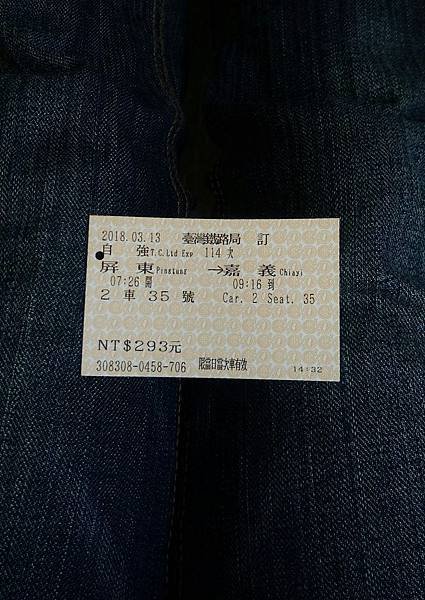 2018.03.13 臺灣鐵路局 訂
自 強 T.C.Ltd Exp 114 次
屏 東 Pingtung →嘉 義 Chiayi
07:26 開 09:16 到
2 車 35 號 Car. 2 Seat. 35
NT$293元
308308-0458-706 限當日當次車有效 14:32